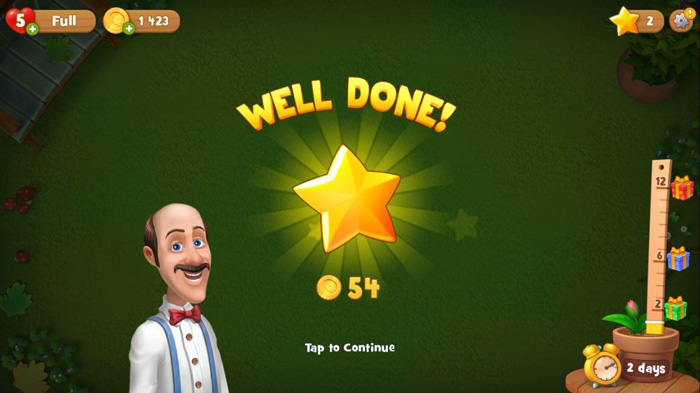 5 Full 1 423 2
WELL DONE!
54
Tap to Continue
12
6
2
2 days